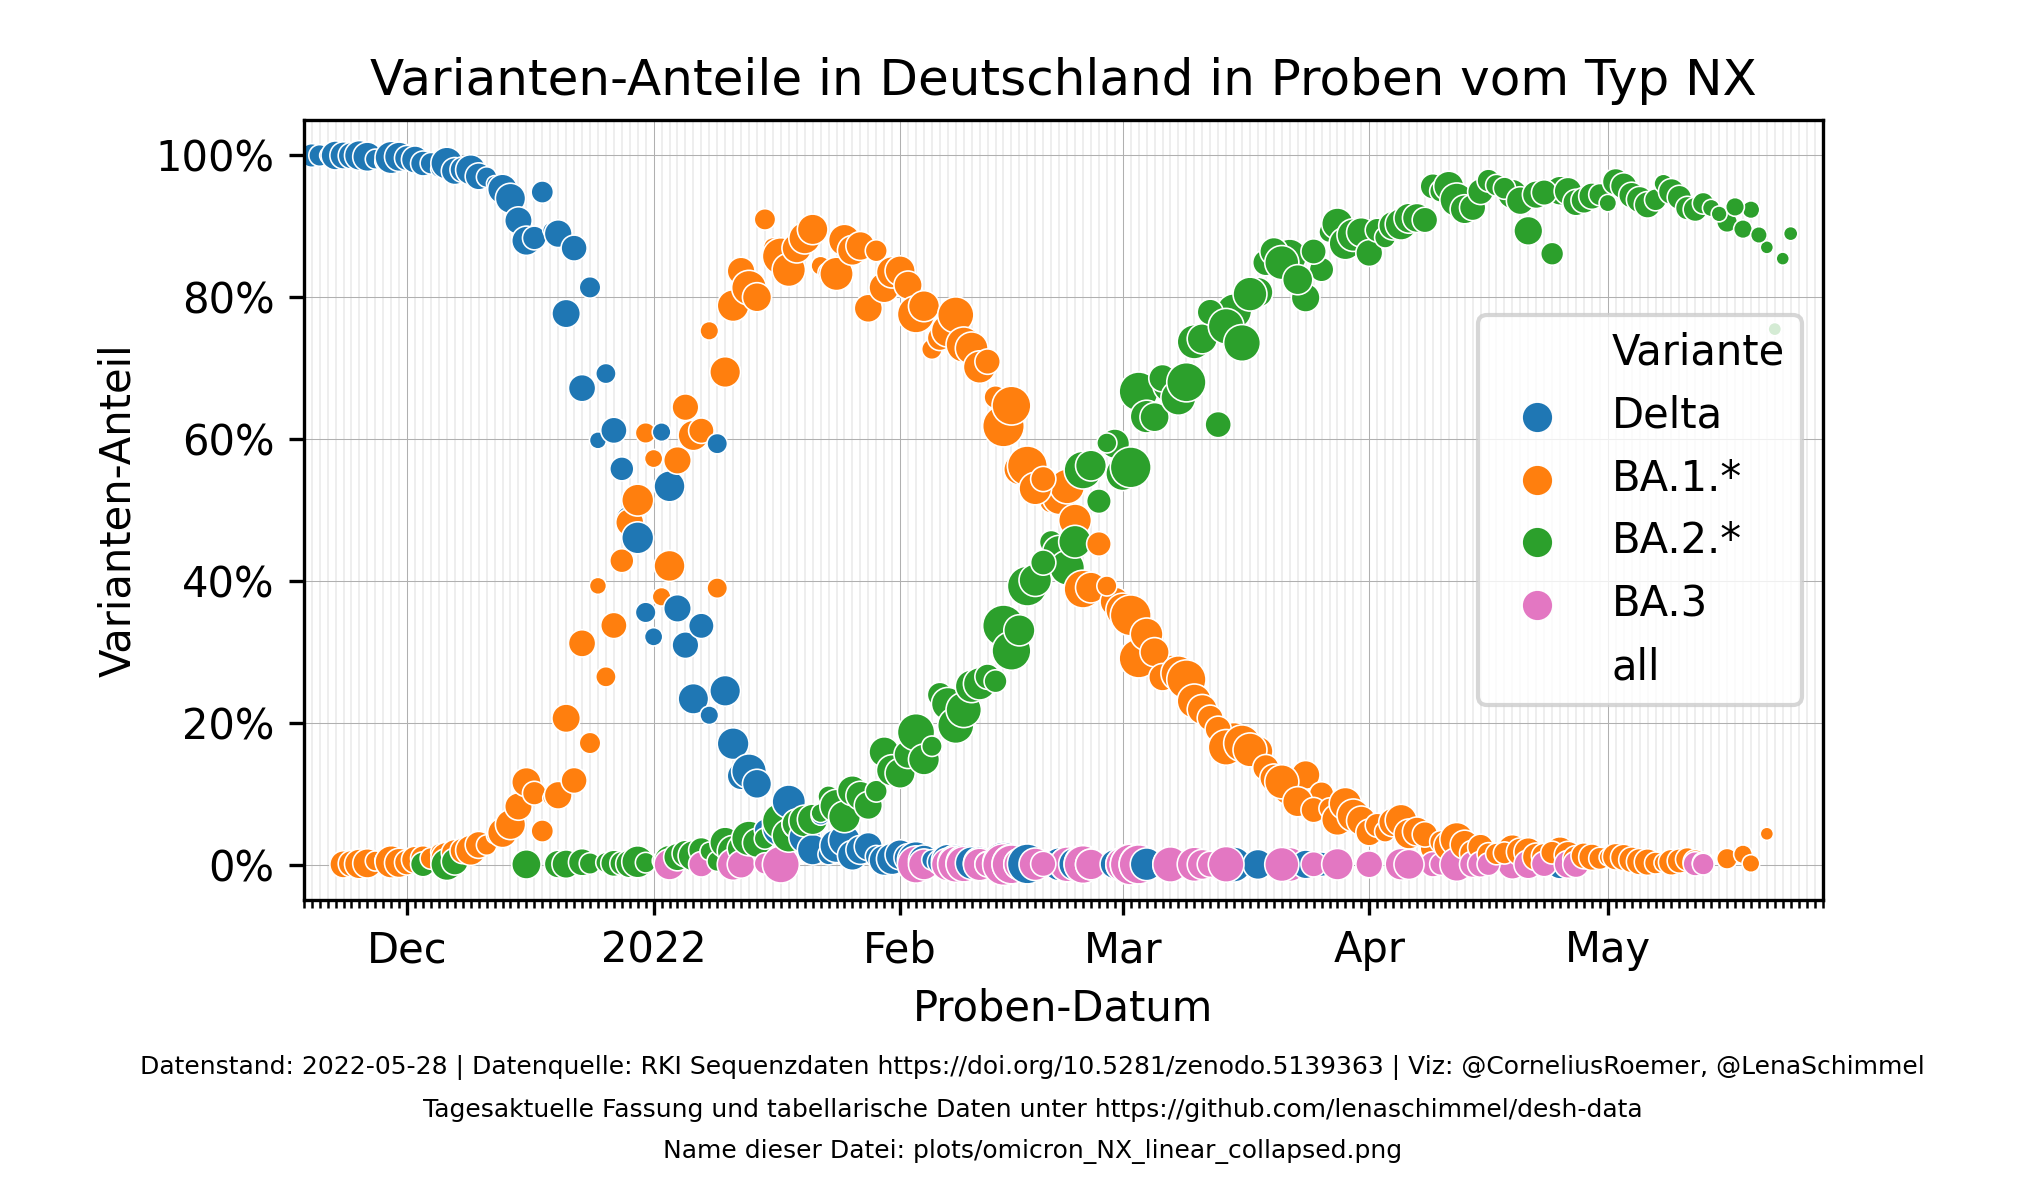 Varianten-Anteile in Deutschland in Proben vom Typ NX
Varianten-Anteil
100%
80%
60%
40%
20%
0%
Variante
Delta
BA.1.*
BA.2.*
BA.3
all
Dec
2022
Feb
Mar
Apr
May
Proben-Datum
Datenstand: 2022-05-28 | Datenquelle: RKI Sequenzdaten https://doi.org/10.5281/zenodo.5139363 | Viz: @CorneliusRoemer, @LenaSchimmel
Tagesaktuelle Fassung und tabellarische Daten unter https://github.com/lenaschimmel/desh-data
Name dieser Datei: plots/omicron_NX_linear_collapsed.png